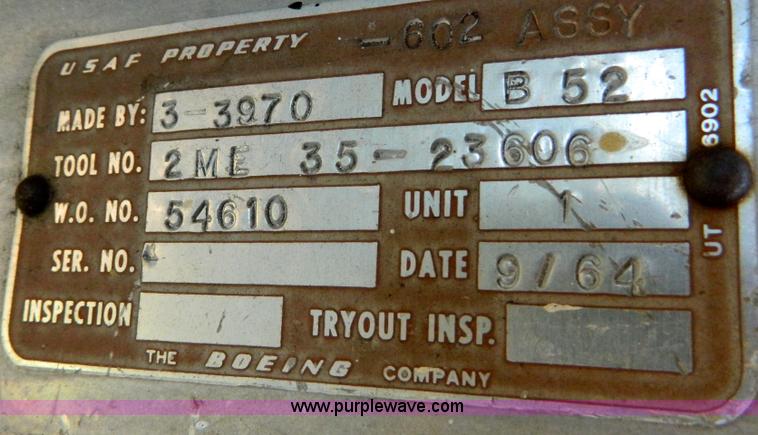 USAF PROPERTY -602 ASSY
MADE BY: 3-3970 MODEL B 52
TOOL NO. 2ME 35-23606
W.O. NO. 54610 UNIT 1
SER. NO. DATE 9/64
INSPECTION TRYOUT INSP.
THE BOEING COMPANY
UT 6902
www.purplewave.com